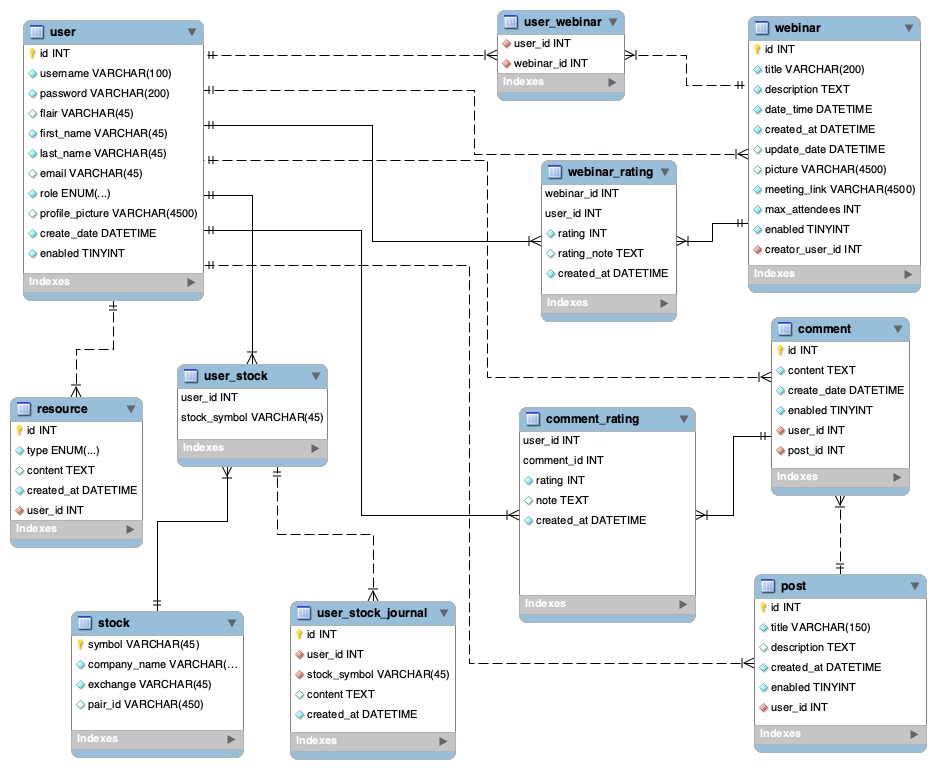 user
id INT
username VARCHAR(100)
password VARCHAR(200)
flair VARCHAR(45)
first_name VARCHAR(45)
last_name VARCHAR(45)
email VARCHAR(45)
role ENUM(...)
profile_picture VARCHAR(4500)
create_date DATETIME
enabled TINYINT
Indexes
user_webinar
user_id INT
webinar_id INT
Indexes
webinar
id INT
title VARCHAR(200)
description TEXT
date_time DATETIME
created_at DATETIME
update_date DATETIME
picture VARCHAR(4500)
meeting_link VARCHAR(4500)
max_attendees INT
enabled TINYINT
creator_user_id INT
Indexes
webinar_rating
webinar_id INT
user_id INT
rating INT
rating_note TEXT
created_at DATETIME
Indexes
comment
id INT
content TEXT
create_date DATETIME
enabled TINYINT
user_id INT
post_id INT
Indexes
user_stock
user_id INT
stock_symbol VARCHAR(45)
Indexes
resource
id INT
type ENUM(...)
content TEXT
created_at DATETIME
user_id INT
Indexes
comment_rating
user_id INT
comment_id INT
rating INT
note TEXT
created_at DATETIME
Indexes
stock
symbol VARCHAR(45)
company_name VARCHAR(...
exchange VARCHAR(45)
pair_id VARCHAR(450)
Indexes
user_stock_journal
id INT
user_id INT
stock_symbol VARCHAR(45)
content TEXT
created_at DATETIME
Indexes
post
id INT
title VARCHAR(150)
description TEXT
created_at DATETIME
enabled TINYINT
user_id INT
Indexes